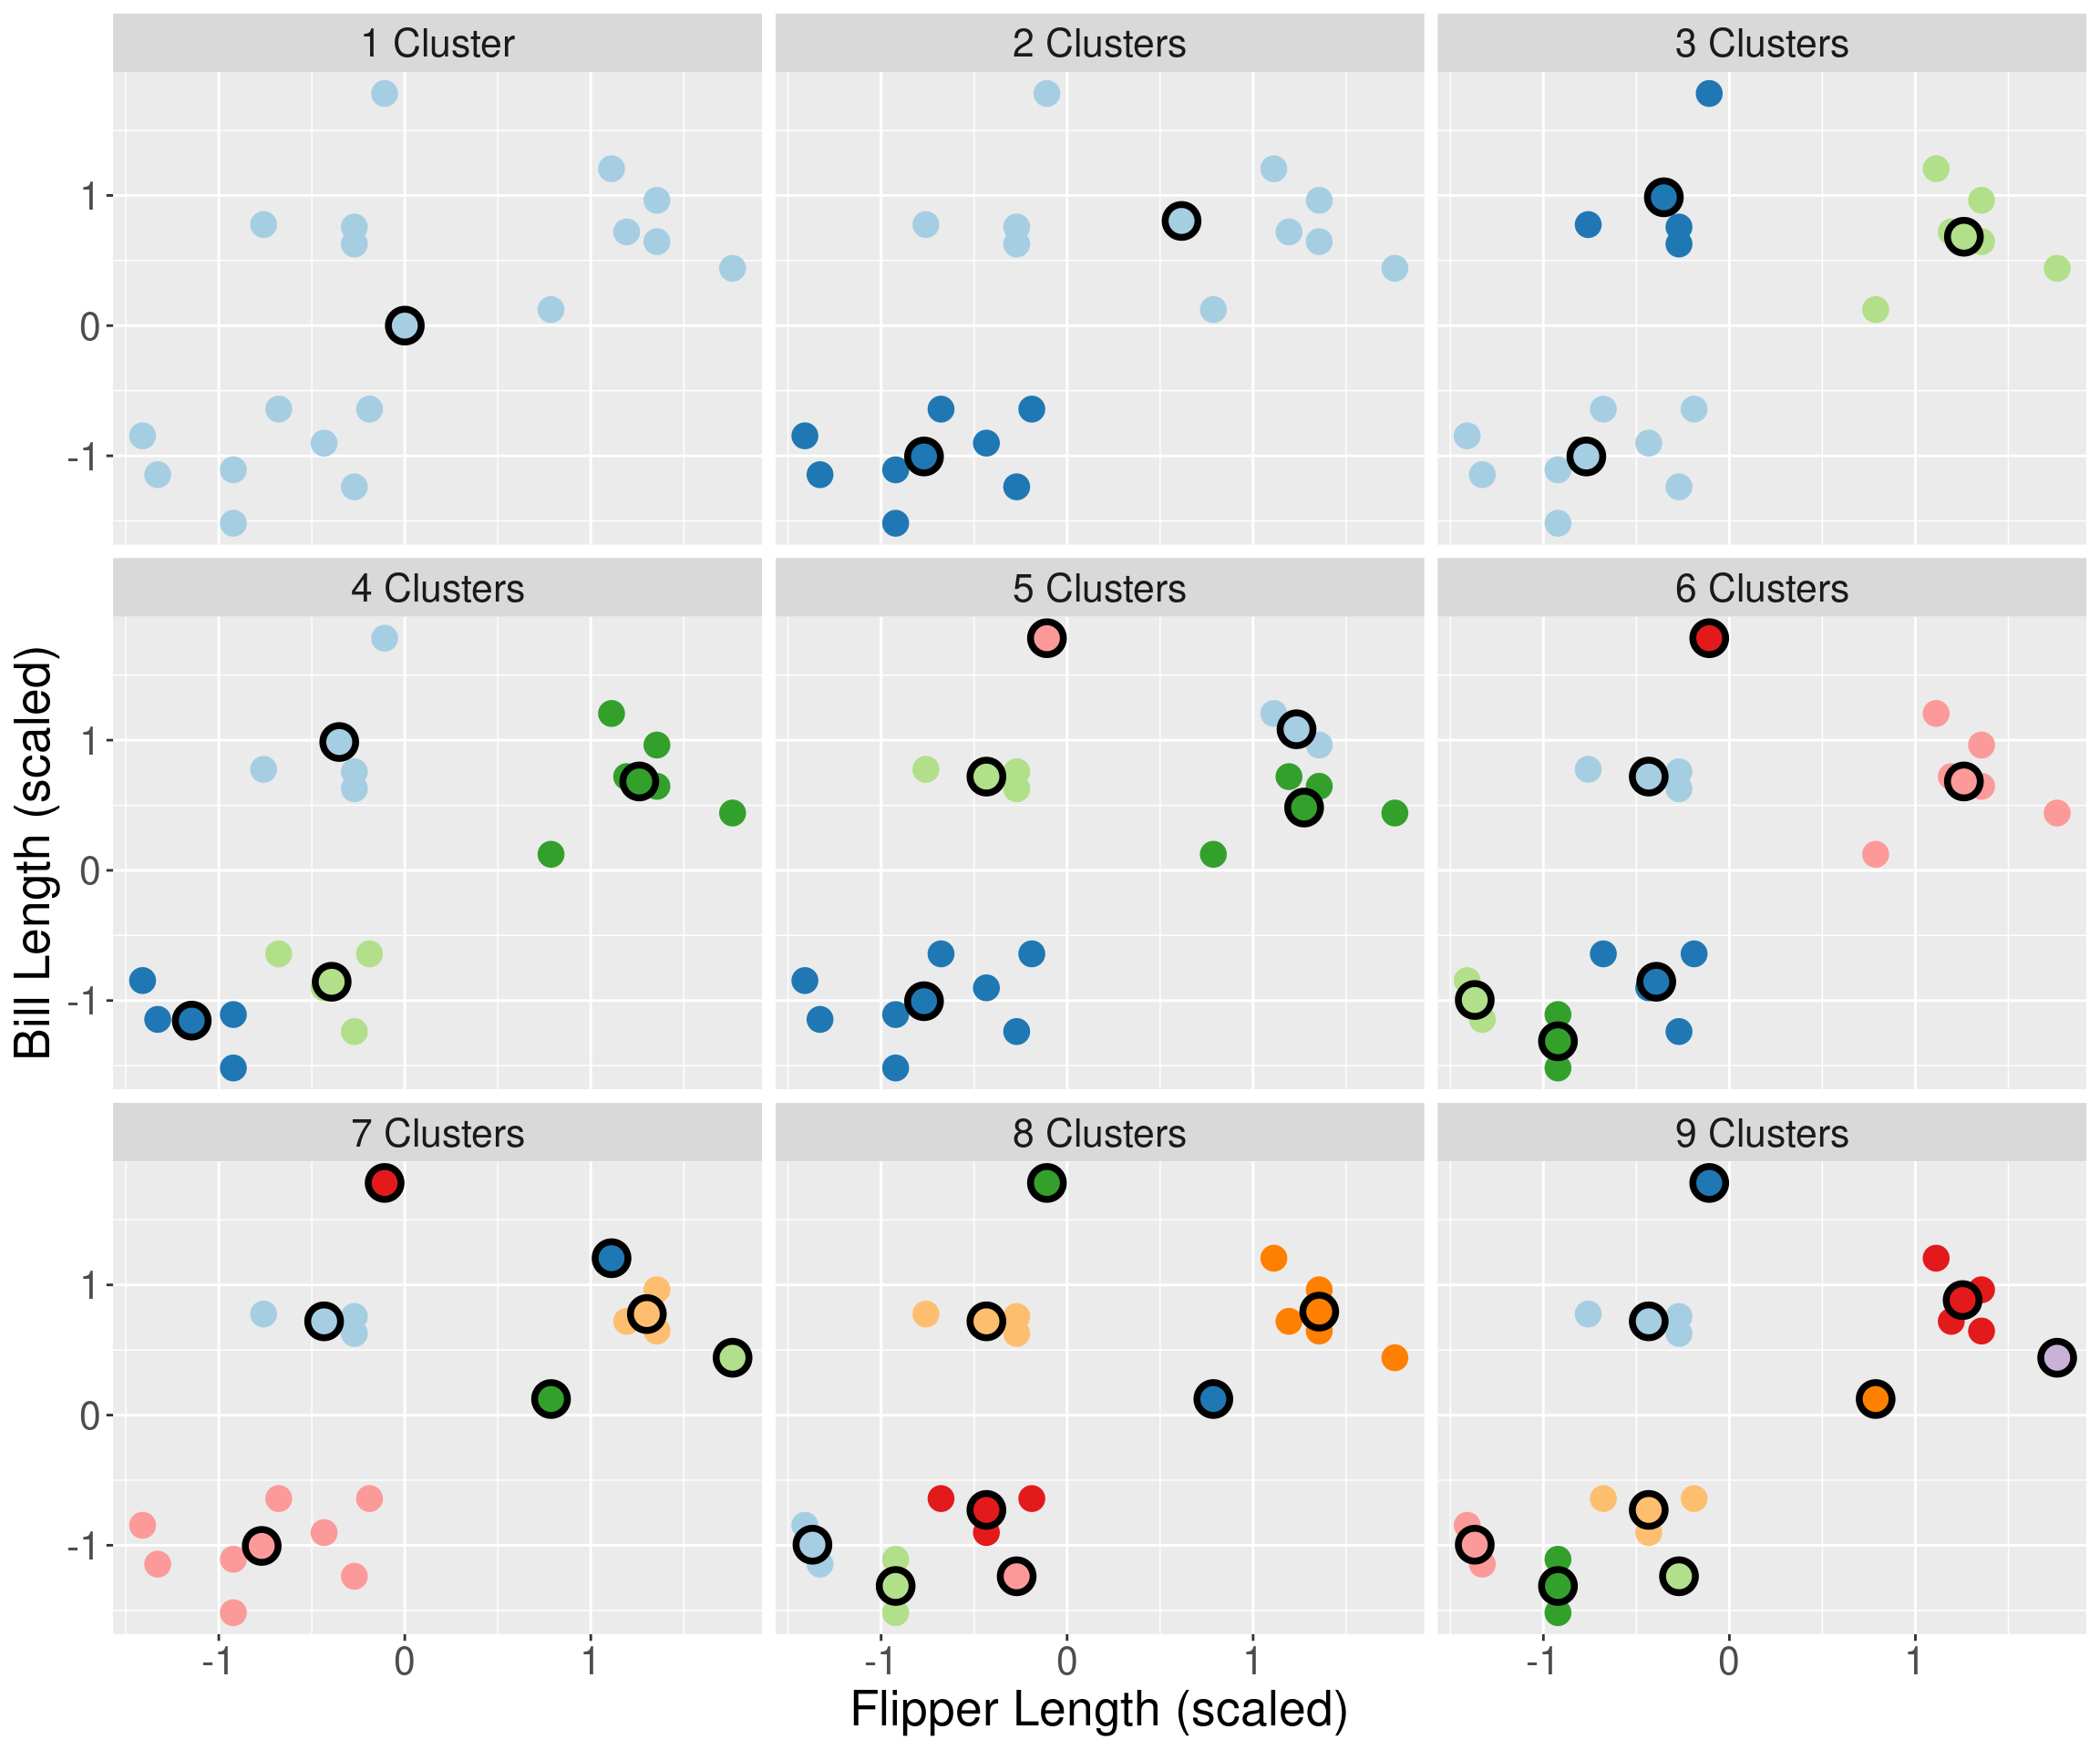 1 Cluster
2 Clusters
3 Clusters
1
0
-1
4 Clusters
5 Clusters
6 Clusters
1
0
-1
Bill Length (scaled)
7 Clusters
8 Clusters
9 Clusters
1
0
-1
-1 0 1
-1 0 1
-1 0 1
Flipper Length (scaled)